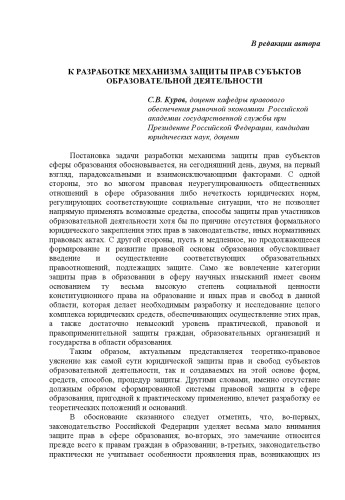 В редакции автора
К РАЗРАБОТКЕ МЕХАНИЗМА ЗАЩИТЫ ПРАВ СУБЪКТОВ
ОБРАЗОВАТЕЛЬНОЙ ДЕЯТЕЛЬНОСТИ
С.В. Куров, доцент кафедры правового
обеспечения рыночной экономики Российской
академии государственной службы при
Президенте Российской Федерации, кандидат
юридических наук, доцент
Постановка задачи разработки механизма защиты прав субъектов
сферы образования обосновывается, на сегодняшний день, двумя, на первый
взгляд, парадоксальными и взаимоисключающими факторами. С одной
стороны, это во многом правовая неурегулированность общественных
отношений в сфере образования либо нечеткость юридических норм,
регулирующих соответствующие социальные ситуации, что не позволяет
напрямую применять возможные средства, способы защиты прав участников
образовательной деятельности хотя бы по причине отсутствия формального
юридического закрепления этих прав в законодательстве, иных нормативных
правовых актах. С другой стороны, пусть и медленное, но продолжающееся
формирование и развитие правовой основы образования обусловливает
введение и осуществление соответствующих образовательных
правоотношений, подлежащих защите. Само же вовлечение категории
защиты прав в образовании в сферу научных изысканий имеет своим
основанием ту весьма высокую степень социальной ценности
конституционного права на образование и иных прав и свобод в данной
области, которая делает необходимым разработку и исследование целого
комплекса юридических средств, обеспечивающих осуществление этих прав,
а также достаточно невысокий уровень практической, правовой и
правоприменительной защиты граждан, образовательных организаций и
государства в области образования.
Таким образом, актуальным представляется теоретико-правовое
уяснение как самой сути юридической защиты прав и свобод субъектов
образовательной деятельности, так и создаваемых на этой основе форм,
средств, способов, процедур защиты. Другими словами, именно отсутствие
должным образом сформированной системы правовой защиты в сфере
образования, пригодной к практическому применению, влечет разработку ее
теоретических положений и оснований.
В обоснование сказанного следует отметить, что, во-первых,
законодательство Российской Федерации уделяет весьма мало внимания
защите прав в сфере образования; во-вторых, это замечание относится
прежде всего к правам граждан в образовании; в-третьих, законодательство
практически не учитывает особенности проявления прав, возникающих из